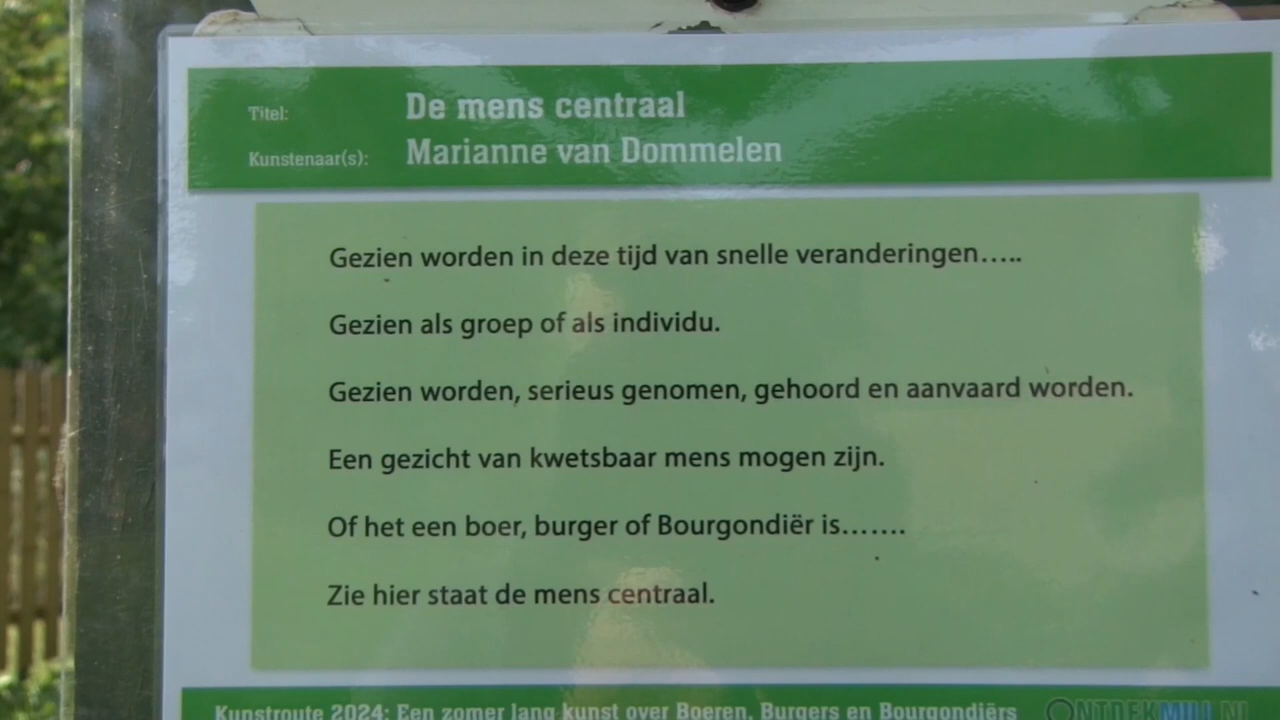 Titel: De mens centraal
Kunstenaar(s): Marianne van Dommelen
Gezien worden in deze tijd van snelle veranderingen.....
Gezien als groep of als individu.
Gezien worden, serieus genomen, gehoord en aanvaard worden.
Een gezicht van kwetsbaar mens mogen zijn.
Of het een boer, burger of Bourgondiër is.......
Zie hier staat de mens centraal.
Kunstroute 2024: Een zomer lang kunst over Boeren, Burgers en Bourgondiërs ONTDEKMILL.NL